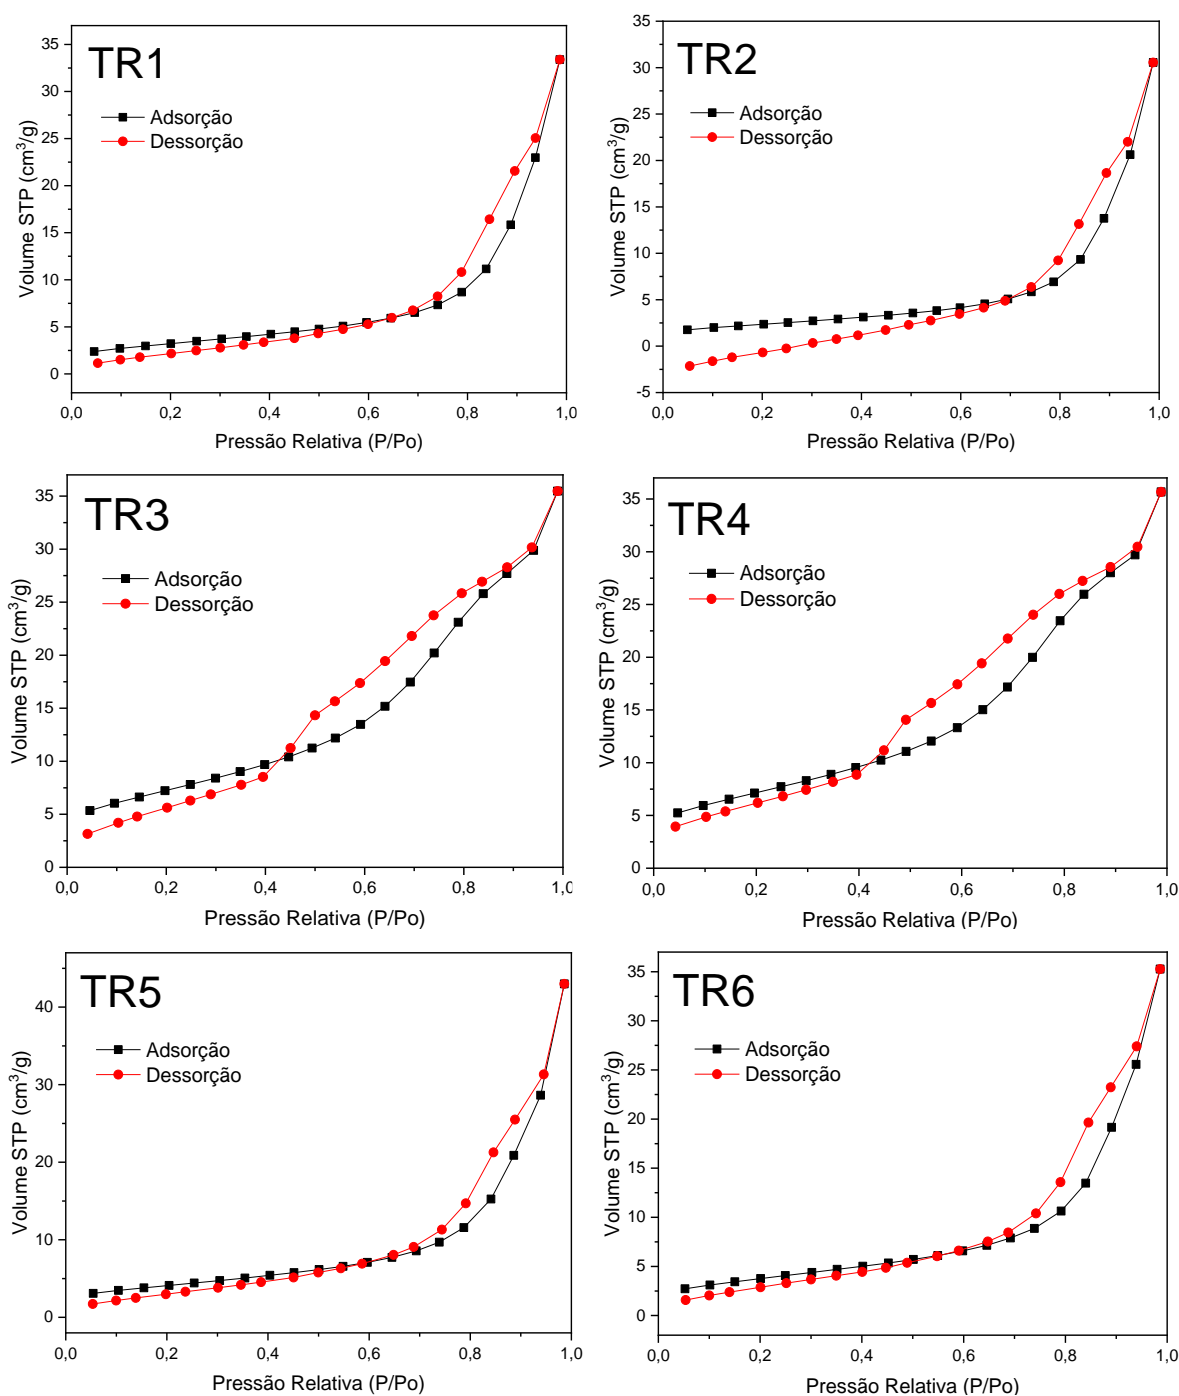 TR1
Adsorção
Dessorção
Volume STP (cm³/g)
35
30
25
20
15
10
5
0
0,0 0,2 0,4 0,6 0,8 1,0
Pressão Relativa (P/Po)
TR2
Adsorção
Dessorção
Volume STP (cm³/g)
35
30
25
20
15
10
5
0
-5
0,0 0,2 0,4 0,6 0,8 1,0
Pressão Relativa (P/Po)
TR3
Adsorção
Dessorção
Volume STP (cm³/g)
35
30
25
20
15
10
5
0
0,0 0,2 0,4 0,6 0,8 1,0
Pressão Relativa (P/Po)
TR4
Adsorção
Dessorção
Volume STP (cm³/g)
35
30
25
20
15
10
5
0
0,0 0,2 0,4 0,6 0,8 1,0
Pressão Relativa (P/Po)
TR5
Adsorção
Dessorção
Volume STP (cm³/g)
40
30
20
10
0
0,0 0,2 0,4 0,6 0,8 1,0
Pressão Relativa (P/Po)
TR6
Adsorção
Dessorção
Volume STP (cm³/g)
35
30
25
20
15
10
5
0
0,0 0,2 0,4 0,6 0,8 1,0
Pressão Relativa (P/Po)